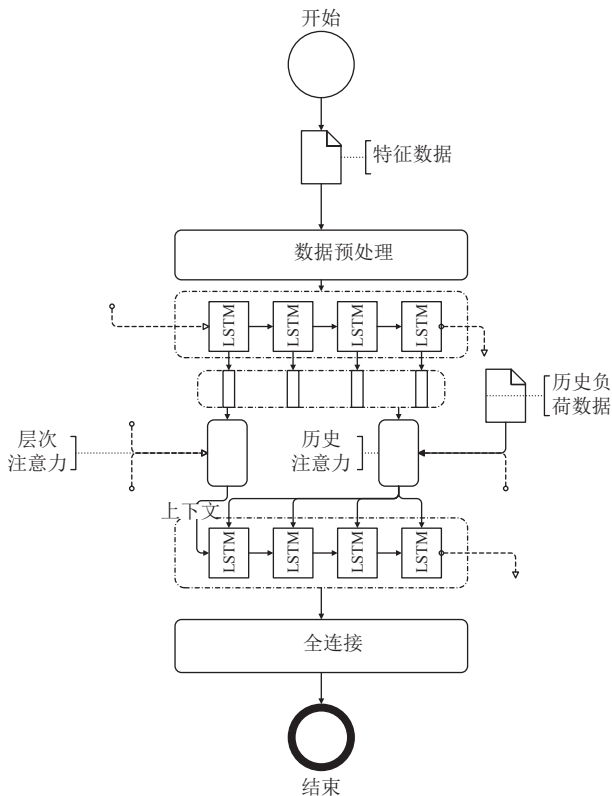 开始
特征数据
数据预处理
LSTM
LSTM
LSTM
LSTM
历史负
荷数据
层次
注意力
历史
注意力
上下文
LSTM
LSTM
LSTM
LSTM
全连接
结束